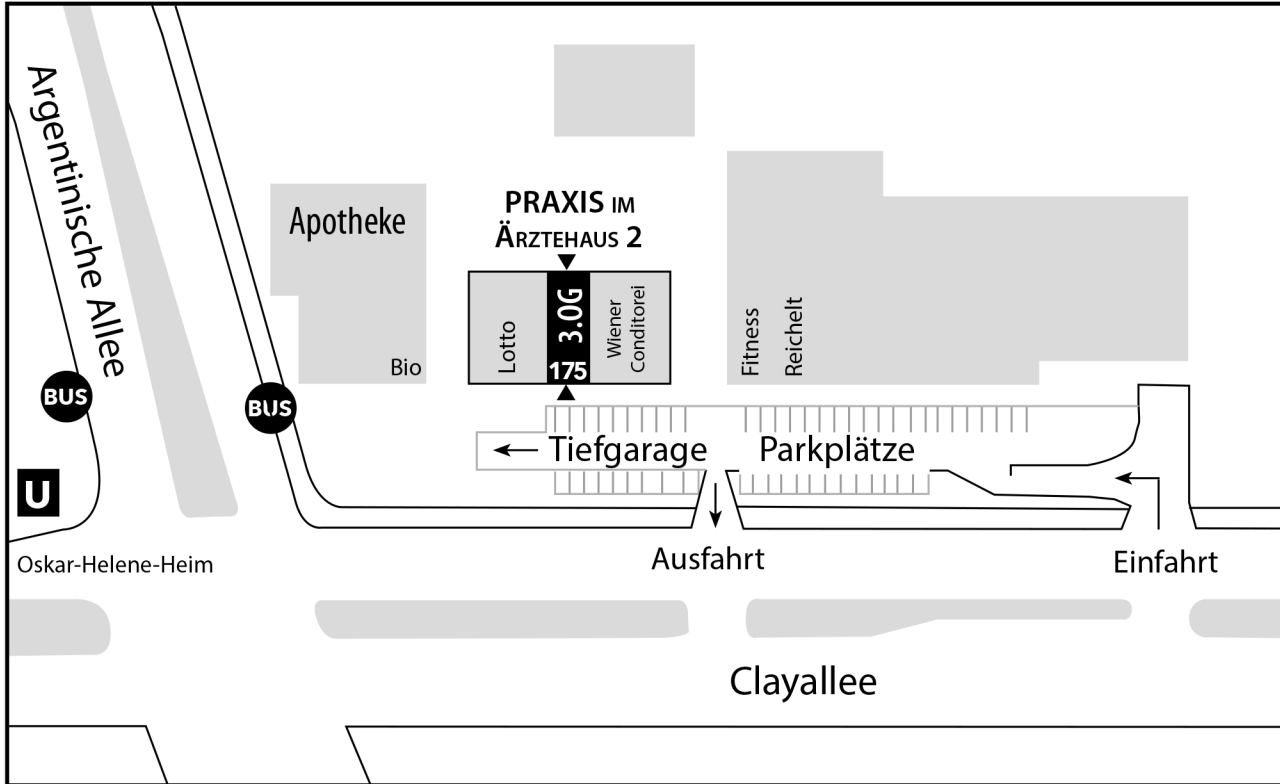 Argentinische Allee
Apotheke
Bio
PRAXIS IM
ÄRZTEHAUS 2
Lotto
3.OG
175
Wiener
Conditorei
Fitness
Reichelt
BUS
BUS
U
Oskar-Helene-Heim
Tiefgarage
Parkplätze
Ausfahrt
Einfahrt
Clayallee